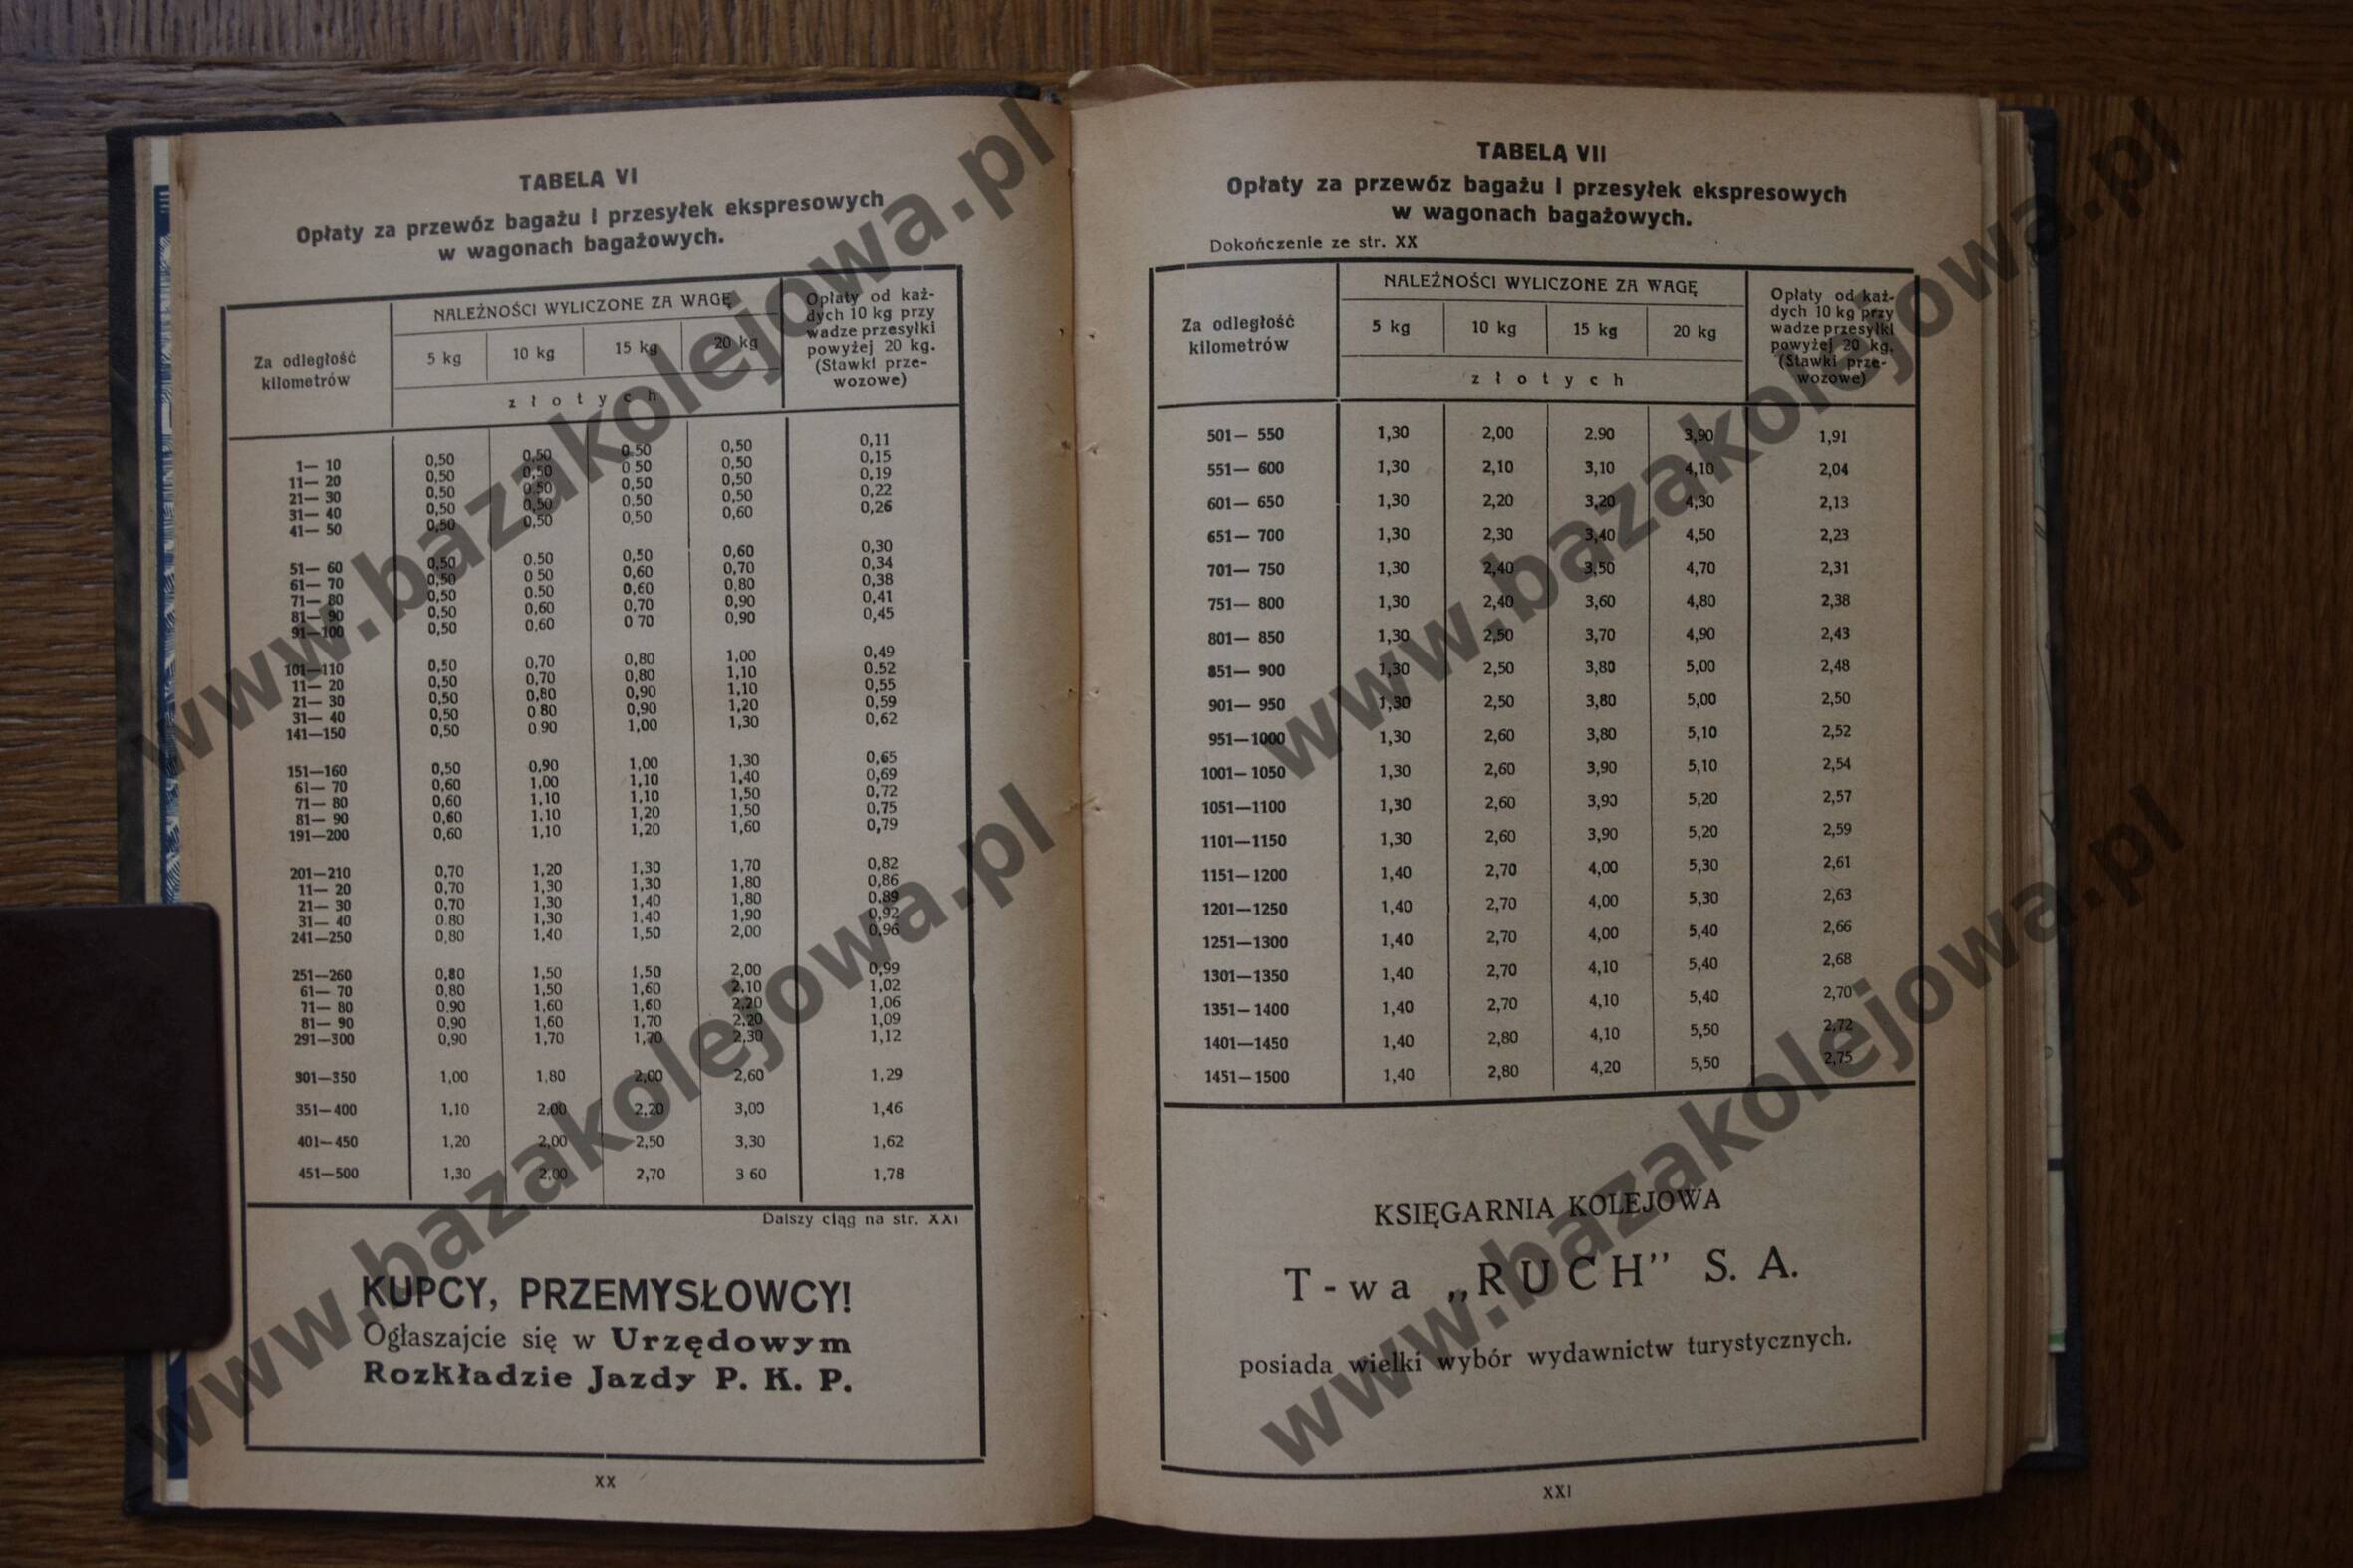 TABELA VI
Opłaty za przewóz bagażu i przesyłek ekspresowych
w wagonach bagażowych.
Za odległość
kilometrów
NALEŻNOŚCI WYLICZONE ZA WAGĘ
5 kg 10 kg 15 kg 20 kg
złotych
Opłaty od każ-
dych 10 kg przy
wadze przesyłki
powyżej 20 kg.
(Stawki prze-
wozowe)
1— 10 0,50 0,50 0.50 0,50 0,11
11— 20 0,50 0,50 0 50 0,50 0,15
21— 30 0,50 0.50 0,50 0,50 0,19
31— 40 0,50 0,50 0.50 0,50 0,22
41— 50 0,50 0,50 0,50 0,60 0,26
51— 60 0,50 0.50 0,50 0,60 0,30
61— 70 0,50 0 50 0,60 0,70 0,34
71— 80 0,50 0.50 0,60 0,80 0,38
81— 90 0,50 0,60 0,70 0,90 0,41
91—100 0,50 0,60 0 70 0,90 0,45
101—110 0,50 0,70 0,80 1,00 0,49
11— 20 0,50 0,70 0,80 1,10 0.52
21— 30 0,50 0,80 0,90 1,10 0,55
31— 40 0,50 0 80 0,90 1,20 0,59
141—150 0,50 0 90 1,00 1,30 0,62
151—160 0,50 0,90 1,00 1,30 0,65
61— 70 0,60 1,00 1,10 1,40 0,69
71— 80 0,60 1,10 1,10 1,50 0,72
81— 90 0,60 1.10 1,20 1,50 0,75
191—200 0,60 1,10 1,20 1,60 0,79
201—210 0,70 1,20 1,30 1,70 0,82
11— 20 0,70 1,30 1,30 1,80 0,86
21— 30 0,70 1,30 1,40 1,80 0,89
31— 40 0 80 1,30 1.40 1,90 0,92
241—250 0,80 1,40 1,50 2,00 0,96
251—260 0,80 1,50 1,50 2,00 0,99
61— 70 0,80 1,50 1,60 2,10 1,02
71— 80 0.90 1,60 1,60 2,20 1,06
81— 90 0,90 1,60 1,70 2,20 1,09
291—300 0,90 1,70 1,70 2,30 1,12
301—350 1,00 1,80 2,00 2,60 1,29
351—400 1,10 2,00 2,20 3,00 1,46
401—450 1,20 2,00 2,50 3,30 1,62
451—500 1,30 2,00 2,70 3 60 1,78
Dalszy ciąg na str. XXI
KUPCY, PRZEMYSŁOWCY!
Ogłaszajcie się w Urzędowym
Rozkładzie Jazdy P. K. P.
XX
TABELA VII
Opłaty za przewóz bagażu i przesyłek ekspresowych
w wagonach bagażowych.
Dokończenie ze str. XX
Za odległość
kilometrów
NALEŻNOŚCI WYLICZONE ZA WAGĘ
5 kg 10 kg 15 kg 20 kg
złotych
Opłaty od każ-
dych 10 kg przy
wadze przesyłki
powyżej 20 kg.
(Stawki prze-
wozowe)
501— 550 1,30 2,00 2.90 3,90 1,91
551— 600 1,30 2,10 3,10 4,10 2,04
601— 650 1,30 2,20 3,20 4,30 2,13
651— 700 1,30 2,30 3,40 4,50 2,23
701— 750 1,30 2,40 3,50 4,70 2,31
751— 800 1,30 2,40 3,60 4,80 2,38
801— 850 1,30 2,50 3,70 4,90 2,43
851— 900 1,30 2,50 3,80 5,00 2,48
901— 950 1,30 2,50 3,80 5,00 2,50
951—1000 1,30 2,60 3,80 5,10 2,52
1001—1050 1,30 2,60 3,90 5,10 2,54
1051—1100 1,30 2,60 3,90 5,20 2,57
1101—1150 1,30 2,60 3,90 5,20 2,59
1151—1200 1,40 2,70 4,00 5,30 2,61
1201—1250 1,40 2,70 4,00 5,30 2,63
1251—1300 1,40 2,70 4,00 5,40 2,66
1301—1350 1,40 2,70 4,10 5,40 2,68
1351—1400 1,40 2,70 4,10 5,40 2,70
1401—1450 1,40 2,80 4,10 5,50 2,72
1451—1500 1,40 2,80 4,20 5,50 2,75
KSIĘGARNIA KOLEJOWA
T-wa „RUCH” S. A.
posiada wielki wybór wydawnictw turystycznych.
XXI
www.bazakolejowa.pl
www.bazakolejowa.pl
www.bazakolejowa.pl
www.bazakolejowa.pl